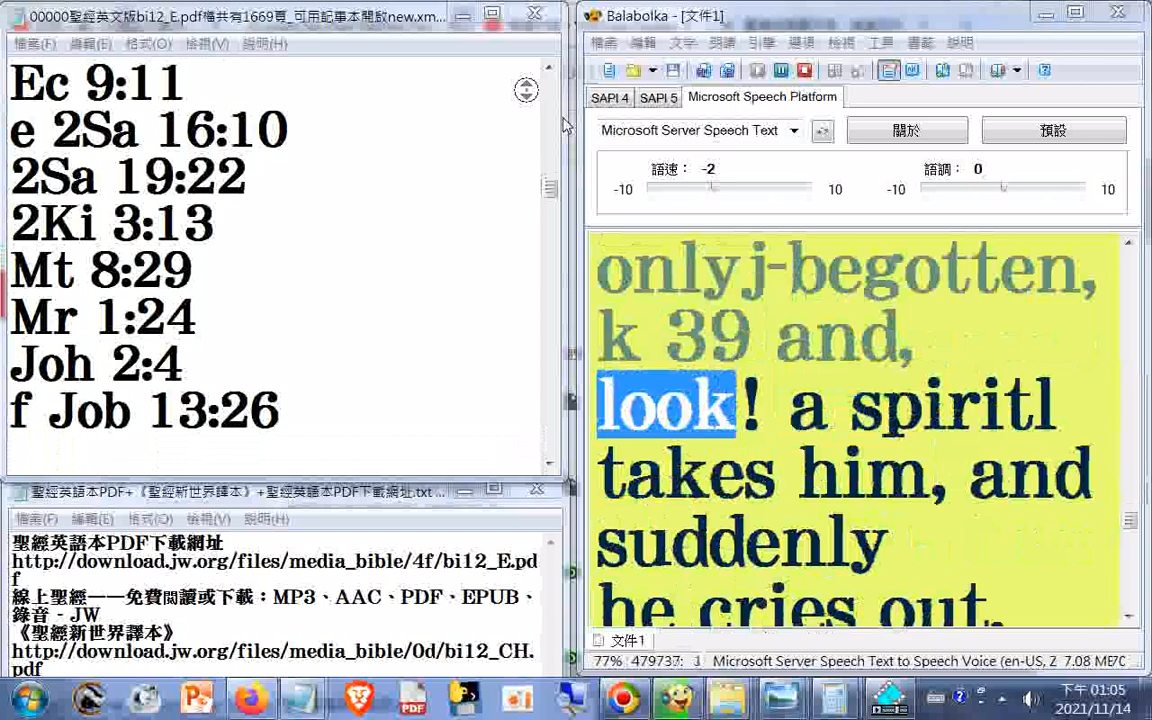 00000聖經英文版bi12_E.pdf檔共有1669頁_可用記事本開啟new.xm...
檔案(F) 編輯(E) 格式(O) 檢視(V) 說明(H)
Ec 9:11
e 2Sa 16:10
2Sa 19:22
2Ki 3:13
Mt 8:29
Mr 1:24
Joh 2:4
f Job 13:26
聖經英語本PDF+《聖經新世界譯本》+聖經英語本PDF下載網址.txt ...
檔案(F) 編輯(E) 格式(O) 檢視(V) 說明(H)
聖經英語本PDF下載網址
http://download.jw.org/files/media_bible/4f/bi12_E.pd
f
線上聖經——免費閱讀或下載：MP3、AAC、PDF、EPUB、
錄音 - JW
《聖經新世界譯本》
http://download.jw.org/files/media_bible/0d/bi12_CH.
pdf
Balabolka - [文件1]
檔案 編輯 文字 朗讀 引擎 選項 檢視 工具 書籤 說明
SAPI 4 SAPI 5 Microsoft Speech Platform
Microsoft Server Speech Text 關於 預設
語速： -2 語調： 0
-10 10 -10 10
onlyj-begotten,
k 39 and,
look! a spiritl
takes him, and
suddenly
he cries out,
文件1
77% 479737: 1 Microsoft Server Speech Text to Speech Voice (en-US, Z 7.08 ME
下午 01:05
2021/11/14